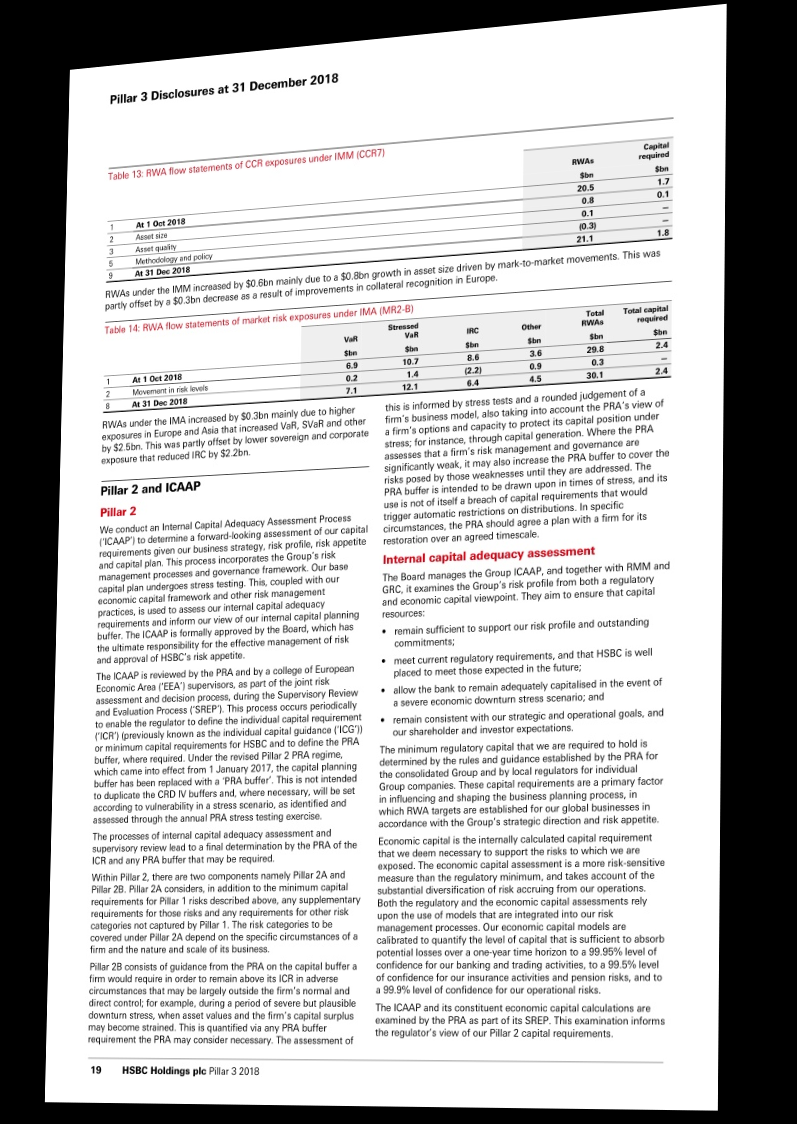 Pillar 3 Disclosures at 31 December 2018
Table 13: RWA flow statements of CCR exposures under IMM (CCR7)
RWAs Capital required
$bn $bn
1 At 1 Oct 2018 20.5 1.7
2 Asset size 0.8 0.1
3 Asset quality 0.1 –
5 Methodology and policy (0.3) –
9 At 31 Dec 2018 21.1 1.8
RWAs under the IMM increased by $0.6bn mainly due to a $0.8bn growth in asset size driven by mark-to-market movements. This was
partly offset by a $0.3bn decrease as a result of improvements in collateral recognition in Europe.
Table 14: RWA flow statements of market risk exposures under IMA (MR2-B)
VaR Stressed VaR IRC Other Total RWAs Total capital required
$bn $bn $bn $bn $bn $bn
1 At 1 Oct 2018 6.9 10.7 8.6 3.6 29.8 2.4
2 Movement in risk levels 0.2 1.4 (2.2) 0.9 0.3 –
8 At 31 Dec 2018 7.1 12.1 6.4 4.5 30.1 2.4
RWAs under the IMA increased by $0.3bn mainly due to higher
exposures in Europe and Asia that increased VaR, SVaR and other
by $2.5bn. This was partly offset by lower sovereign and corporate
exposure that reduced IRC by $2.2bn.
Pillar 2 and ICAAP
Pillar 2
We conduct an Internal Capital Adequacy Assessment Process
('ICAAP') to determine a forward-looking assessment of our capital
requirements given our business strategy, risk profile, risk appetite
and capital plan. This process incorporates the Group's risk
management processes and governance framework. Our base
capital plan undergoes stress testing. This, coupled with our
economic capital framework and other risk management
practices, is used to assess our internal capital adequacy
requirements and inform our view of our internal capital planning
buffer. The ICAAP is formally approved by the Board, which has
the ultimate responsibility for the effective management of risk
and approval of HSBC's risk appetite.
The ICAAP is reviewed by the PRA and by a college of European
Economic Area ('EEA') supervisors, as part of the joint risk
assessment and decision process, during the Supervisory Review
and Evaluation Process ('SREP'). This process occurs periodically
to enable the regulator to define the individual capital requirement
('ICR') (previously known as the individual capital guidance ('ICG'))
or minimum capital requirements for HSBC and to define the PRA
buffer, where required. Under the revised Pillar 2 PRA regime,
which came into effect from 1 January 2017, the capital planning
buffer has been replaced with a 'PRA buffer'. This is not intended
to duplicate the CRD IV buffers and, where necessary, will be set
according to vulnerability in a stress scenario, as identified and
assessed through the annual PRA stress testing exercise.
The processes of internal capital adequacy assessment and
supervisory review lead to a final determination by the PRA of the
ICR and any PRA buffer that may be required.
Within Pillar 2, there are two components namely Pillar 2A and
Pillar 2B. Pillar 2A considers, in addition to the minimum capital
requirements for Pillar 1 risks described above, any supplementary
requirements for those risks and any requirements for other risk
categories not captured by Pillar 1. The risk categories to be
covered under Pillar 2A depend on the specific circumstances of a
firm and the nature and scale of its business.
Pillar 2B consists of guidance from the PRA on the capital buffer a
firm would require in order to remain above its ICR in adverse
circumstances that may be largely outside the firm's normal and
direct control; for example, during a period of severe but plausible
downturn stress, when asset values and the firm's capital surplus
may become strained. This is quantified via any PRA buffer
requirement the PRA may consider necessary. The assessment of
this is informed by stress tests and a rounded judgement of a
firm's business model, also taking into account the PRA's view of
a firm's options and capacity to protect its capital position under
stress; for instance, through capital generation. Where the PRA
assesses that a firm's risk management and governance are
significantly weak, it may also increase the PRA buffer to cover the
risks posed by those weaknesses until they are addressed. The
PRA buffer is intended to be drawn upon in times of stress, and its
use is not of itself a breach of capital requirements that would
trigger automatic restrictions on distributions. In specific
circumstances, the PRA should agree a plan with a firm for its
restoration over an agreed timescale.
Internal capital adequacy assessment
The Board manages the Group ICAAP, and together with RMM and
GRC, it examines the Group's risk profile from both a regulatory
and economic capital viewpoint. They aim to ensure that capital
resources:
• remain sufficient to support our risk profile and outstanding
commitments;
• meet current regulatory requirements, and that HSBC is well
placed to meet those expected in the future;
• allow the bank to remain adequately capitalised in the event of
a severe economic downturn stress scenario; and
• remain consistent with our strategic and operational goals, and
our shareholder and investor expectations.
The minimum regulatory capital that we are required to hold is
determined by the rules and guidance established by the PRA for
the consolidated Group and by local regulators for individual
Group companies. These capital requirements are a primary factor
in influencing and shaping the business planning process, in
which RWA targets are established for our global businesses in
accordance with the Group's strategic direction and risk appetite.
Economic capital is the internally calculated capital requirement
that we deem necessary to support the risks to which we are
exposed. The economic capital assessment is a more risk-sensitive
measure than the regulatory minimum, and takes account of the
substantial diversification of risk accruing from our operations.
Both the regulatory and the economic capital assessments rely
upon the use of models that are integrated into our risk
management processes. Our economic capital models are
calibrated to quantify the level of capital that is sufficient to absorb
potential losses over a one-year time horizon to a 99.95% level of
confidence for our banking and trading activities, to a 99.5% level
of confidence for our insurance activities and pension risks, and to
a 99.9% level of confidence for our operational risks.
The ICAAP and its constituent economic capital calculations are
examined by the PRA as part of its SREP. This examination informs
the regulator's view of our Pillar 2 capital requirements.
19 HSBC Holdings plc Pillar 3 2018